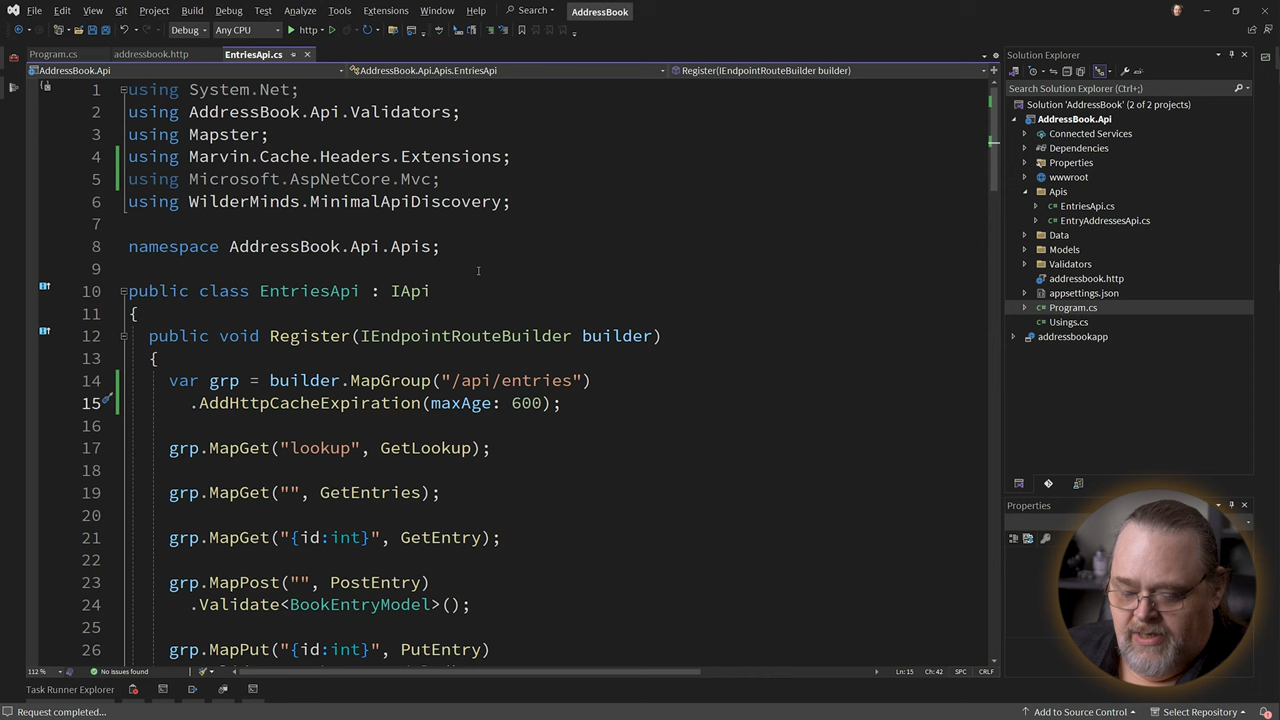 File Edit View Git Project Build Debug Test Analyze Tools Extensions Window Help Search AddressBook
Debug Any CPU http
Program.cs addressbook.http EntriesApi.cs
AddressBook.Api AddressBook.Api.Apis.EntriesApi Register(IEndpointRouteBuilder builder)
1 using System.Net;
2 using AddressBook.Api.Validators;
3 using Mapster;
4 using Marvin.Cache.Headers.Extensions;
5 using Microsoft.AspNetCore.Mvc;
6 using WilderMinds.MinimalApiDiscovery;
7
8 namespace AddressBook.Api.Apis;
9
10 public class EntriesApi : IApi
11 {
12 public void Register(IEndpointRouteBuilder builder)
13 {
14 var grp = builder.MapGroup("/api/entries")
15 .AddHttpCacheExpiration(maxAge: 600);
16
17 grp.MapGet("lookup", GetLookup);
18
19 grp.MapGet("", GetEntries);
20
21 grp.MapGet("{id:int}", GetEntry);
22
23 grp.MapPost("", PostEntry)
24 .Validate<BookEntryModel>();
25
26 grp.MapPut("{id:int}", PutEntry)
112 % No issues found Ln: 15 Ch: 42 SPC CRLF
Solution Explorer
Search Solution Explorer (Ctrl+;)
Solution 'AddressBook' (2 of 2 projects)
AddressBook.Api
Connected Services
Dependencies
Properties
wwwroot
Apis
EntriesApi.cs
EntryAddressesApi.cs
Data
Models
Validators
addressbook.http
appsettings.json
Program.cs
Usings.cs
addressbookapp
Properties
Task Runner Explorer
Request completed... Add to Source Control Select Repository